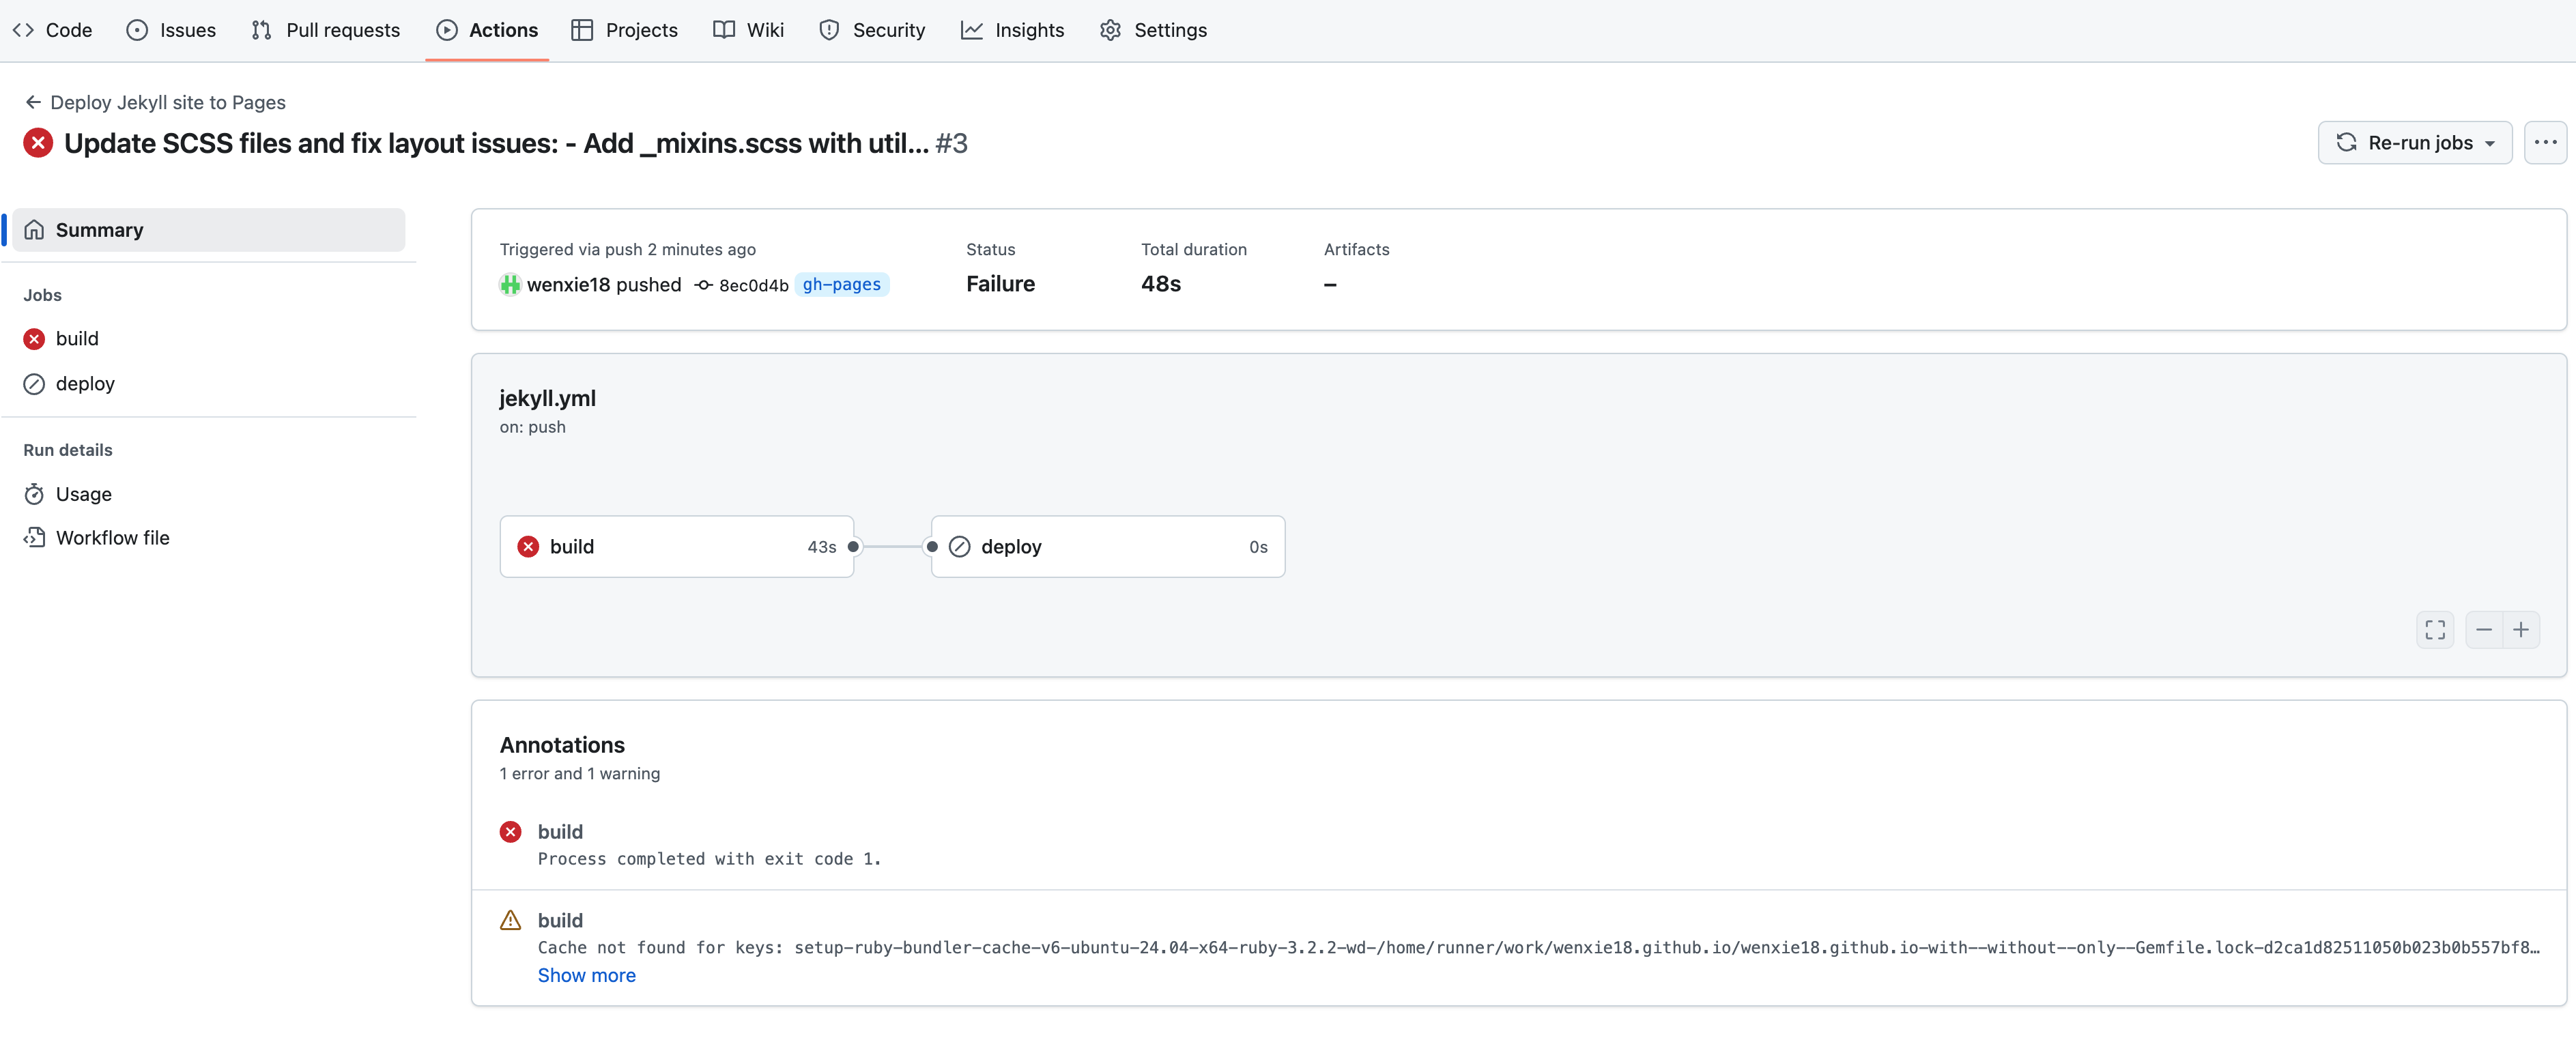 Code Issues Pull requests Actions Projects Wiki Security Insights Settings
Deploy Jekyll site to Pages
Update SCSS files and fix layout issues: - Add _mixins.scss with util... #3
Re-run jobs
Summary
Jobs
build
deploy
Run details
Usage
Workflow file
Triggered via push 2 minutes ago
wenxie18 pushed 8ec0d4b gh-pages
Status
Failure
Total duration
48s
Artifacts
–
jekyll.yml
on: push
build 43s
deploy 0s
Annotations
1 error and 1 warning
build
Process completed with exit code 1.
build
Cache not found for keys: setup-ruby-bundler-cache-v6-ubuntu-24.04-x64-ruby-3.2.2-wd-/home/runner/work/wenxie18.github.io/wenxie18.github.io-with--without--only--Gemfile.lock-d2ca1d82511050b023b0b557bf8…
Show more